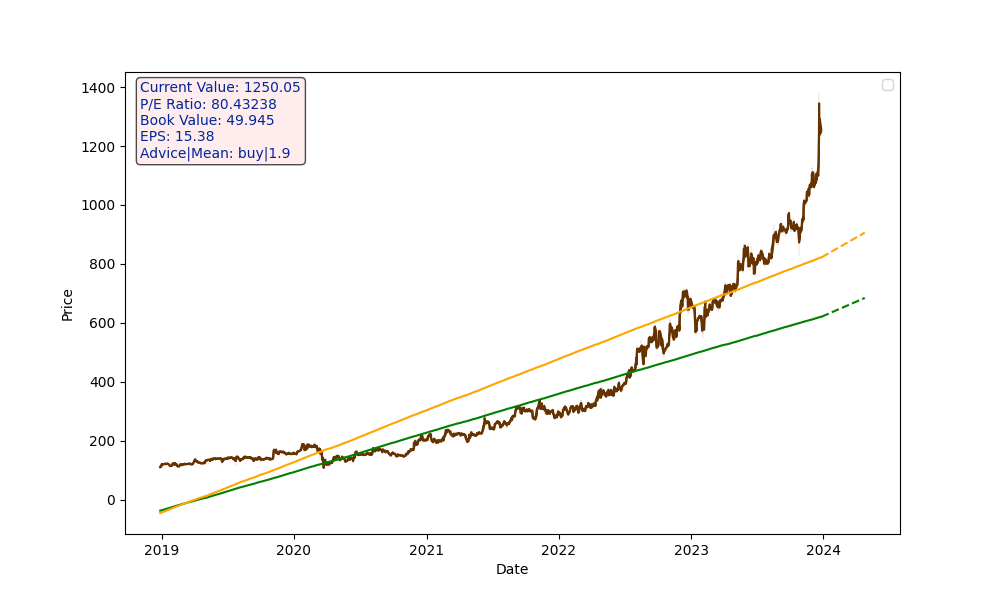 Current Value: 1250.05
P/E Ratio: 80.43238
Book Value: 49.945
EPS: 15.38
Advice|Mean: buy|1.9
1400
1200
1000
800
600
400
200
0
Price
2019 2020 2021 2022 2023 2024
Date